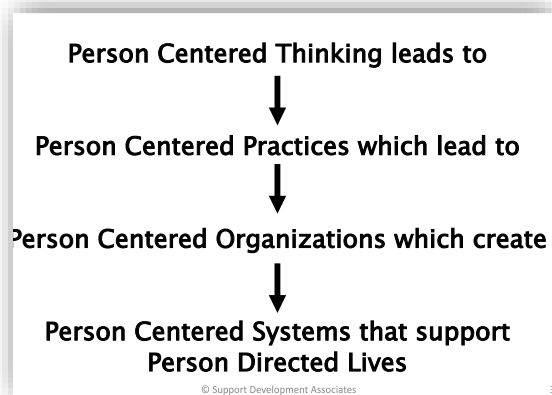 Person Centered Thinking leads to
Person Centered Practices which lead to
Person Centered Organizations which create
Person Centered Systems that support
Person Directed Lives
© Support Development Associates